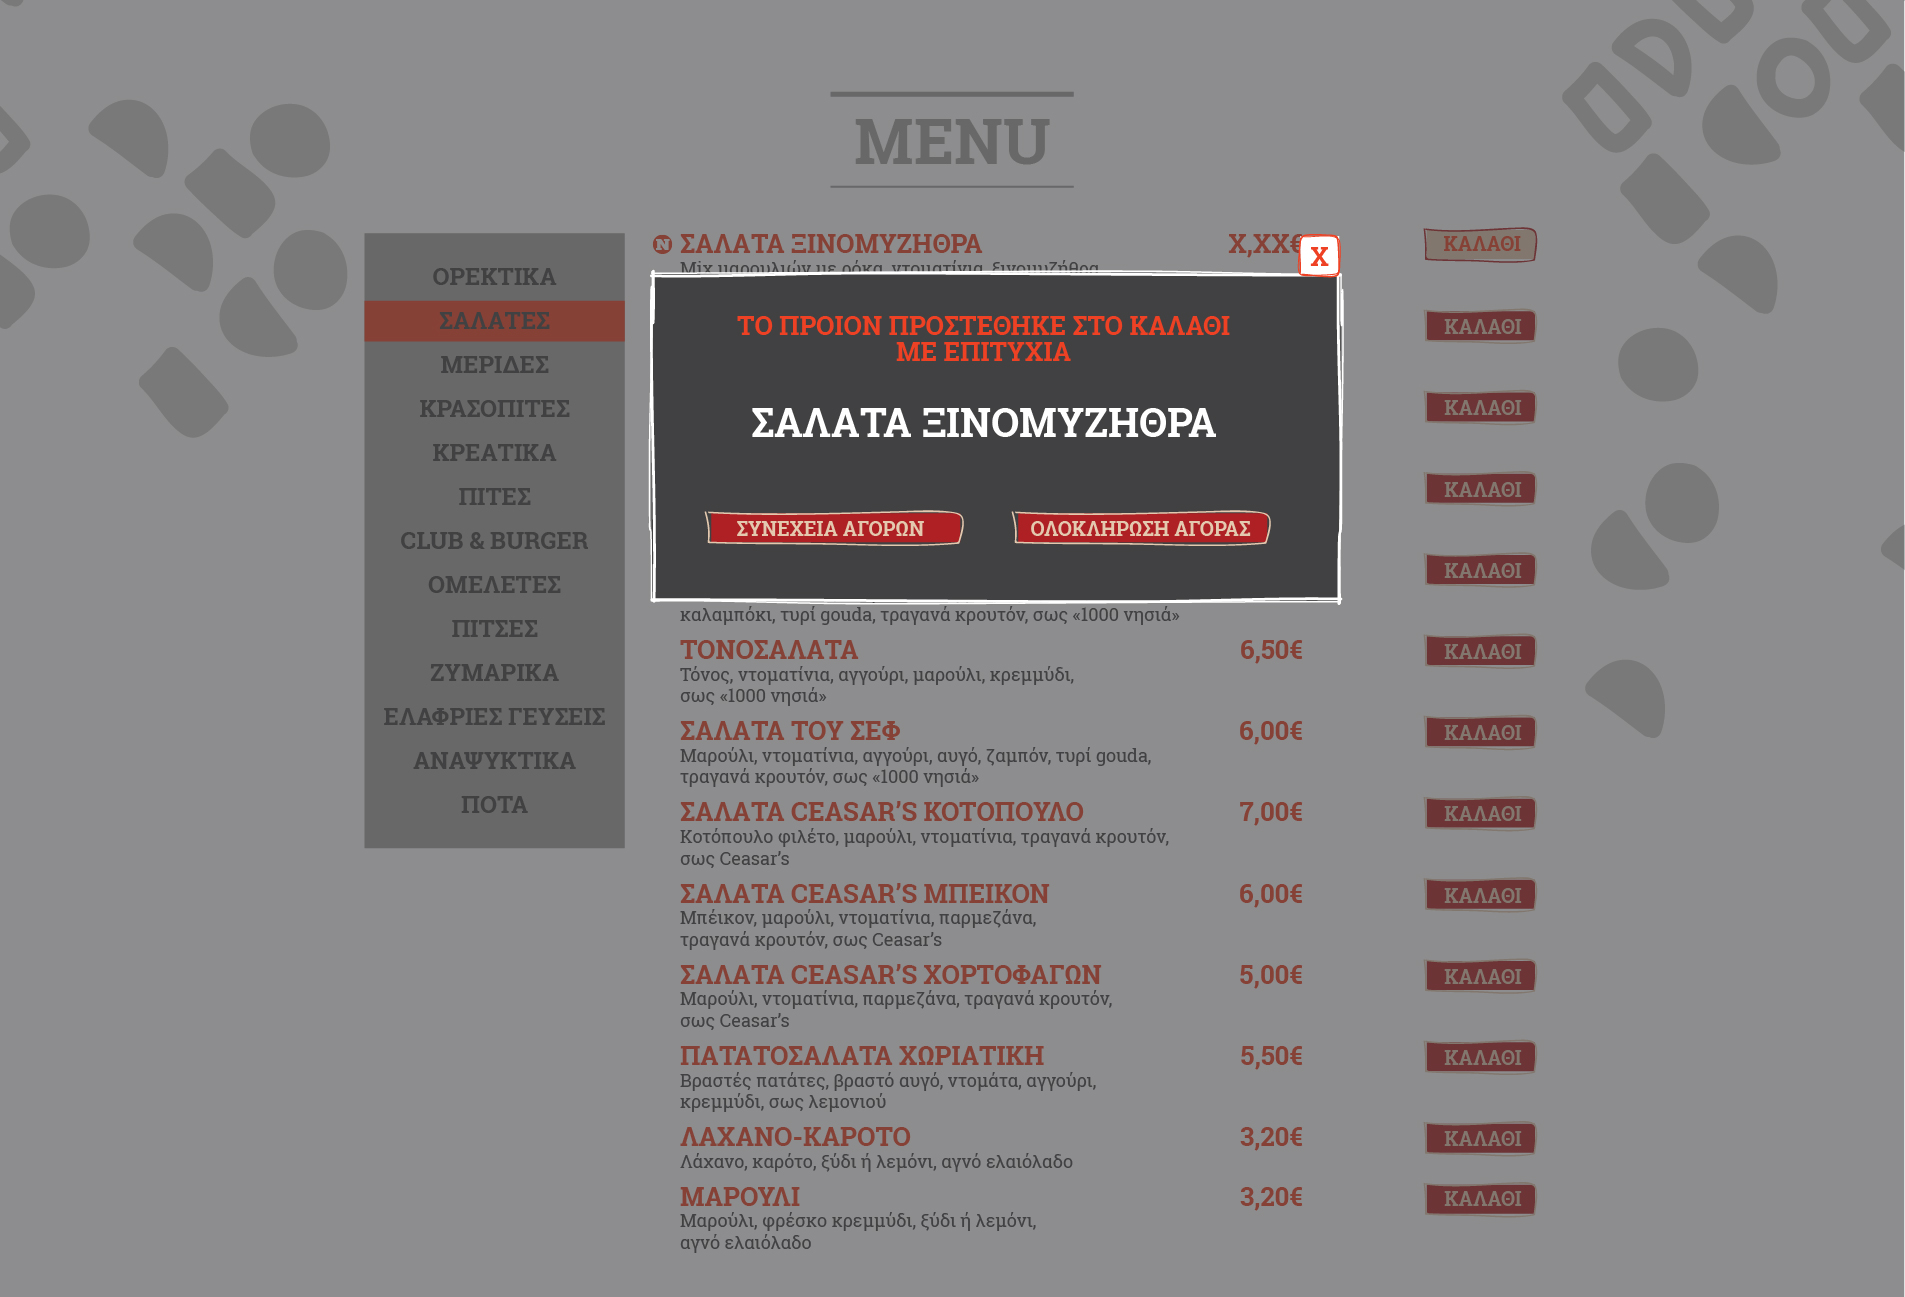 MENU
ΟΡΕΚΤΙΚΑ
ΣΑΛΑΤΕΣ
ΜΕΡΙΔΕΣ
ΚΡΑΣΟΠΙΤΕΣ
ΚΡΕΑΤΙΚΑ
ΠΙΤΕΣ
CLUB & BURGER
ΟΜΕΛΕΤΕΣ
ΠΙΤΣΕΣ
ΖΥΜΑΡΙΚΑ
ΕΛΑΦΡΙΕΣ ΓΕΥΣΕΙΣ
ΑΝΑΨΥΚΤΙΚΑ
ΠΟΤΑ
N ΣΑΛΑΤΑ ΞΙΝΟΜΥΖΗΘΡΑ X,XX€ ΚΑΛΑΘΙ
Mix μαρουλιών με ρόκα, ντοματίνια, ξινομυζήθρα
X
ΤΟ ΠΡΟΙΟΝ ΠΡΟΣΤΕΘΗΚΕ ΣΤΟ ΚΑΛΑΘΙ
ΜΕ ΕΠΙΤΥΧΙΑ
ΣΑΛΑΤΑ ΞΙΝΟΜΥΖΗΘΡΑ
ΣΥΝΕΧΕΙΑ ΑΓΟΡΩΝ
ΟΛΟΚΛΗΡΩΣΗ ΑΓΟΡΑΣ
ΚΑΛΑΘΙ
ΚΑΛΑΘΙ
ΚΑΛΑΘΙ
ΚΑΛΑΘΙ
καλαμπόκι, τυρί gouda, τραγανά κρουτόν, σως «1000 νησιά»
ΤΟΝΟΣΑΛΑΤΑ 6,50€ ΚΑΛΑΘΙ
Τόνος, ντοματίνια, αγγούρι, μαρούλι, κρεμμύδι,
σως «1000 νησιά»
ΣΑΛΑΤΑ ΤΟΥ ΣΕΦ 6,00€ ΚΑΛΑΘΙ
Μαρούλι, ντοματίνια, αγγούρι, αυγό, ζαμπόν, τυρί gouda,
τραγανά κρουτόν, σως «1000 νησιά»
ΣΑΛΑΤΑ CEASAR’S ΚΟΤΟΠΟΥΛΟ 7,00€ ΚΑΛΑΘΙ
Κοτόπουλο φιλέτο, μαρούλι, ντοματίνια, τραγανά κρουτόν,
σως Ceasar’s
ΣΑΛΑΤΑ CEASAR’S ΜΠΕΙΚΟΝ 6,00€ ΚΑΛΑΘΙ
Μπέικον, μαρούλι, ντοματίνια, παρμεζάνα,
τραγανά κρουτόν, σως Ceasar’s
ΣΑΛΑΤΑ CEASAR’S ΧΟΡΤΟΦΑΓΩΝ 5,00€ ΚΑΛΑΘΙ
Μαρούλι, ντοματίνια, παρμεζάνα, τραγανά κρουτόν,
σως Ceasar’s
ΠΑΤΑΤΟΣΑΛΑΤΑ ΧΩΡΙΑΤΙΚΗ 5,50€ ΚΑΛΑΘΙ
Βραστές πατάτες, βραστό αυγό, ντομάτα, αγγούρι,
κρεμμύδι, σως λεμονιού
ΛΑΧΑΝΟ-ΚΑΡΟΤΟ 3,20€ ΚΑΛΑΘΙ
Λάχανο, καρότο, ξύδι ή λεμόνι, αγνό ελαιόλαδο
ΜΑΡΟΥΛΙ 3,20€ ΚΑΛΑΘΙ
Μαρούλι, φρέσκο κρεμμύδι, ξύδι ή λεμόνι,
αγνό ελαιόλαδο